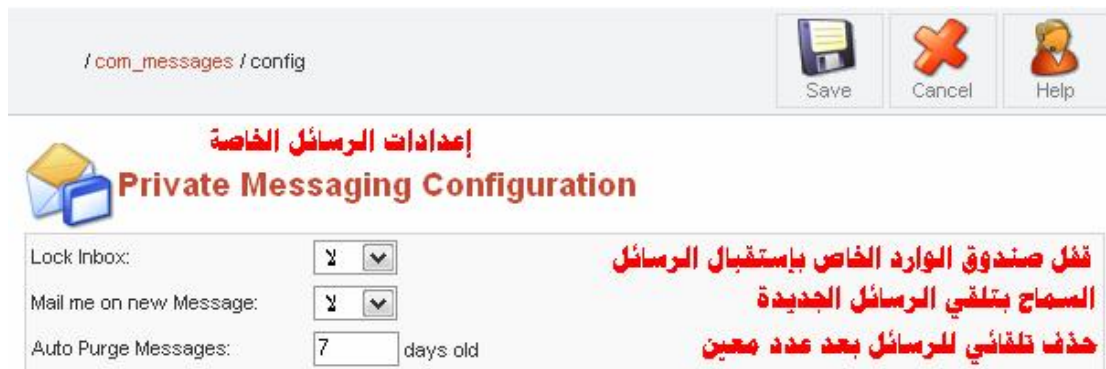 / com_messages / config
Save Cancel Help
إعدادات الرسائل الخاصة
Private Messaging Configuration
Lock Inbox: لا قفل صندوق الوارد الخاص بإستقبال الرسائل
Mail me on new Message: لا السماح بتلقي الرسائل الجديدة
Auto Purge Messages: 7 days old حذف تلقائي للرسائل بعد عدد معين